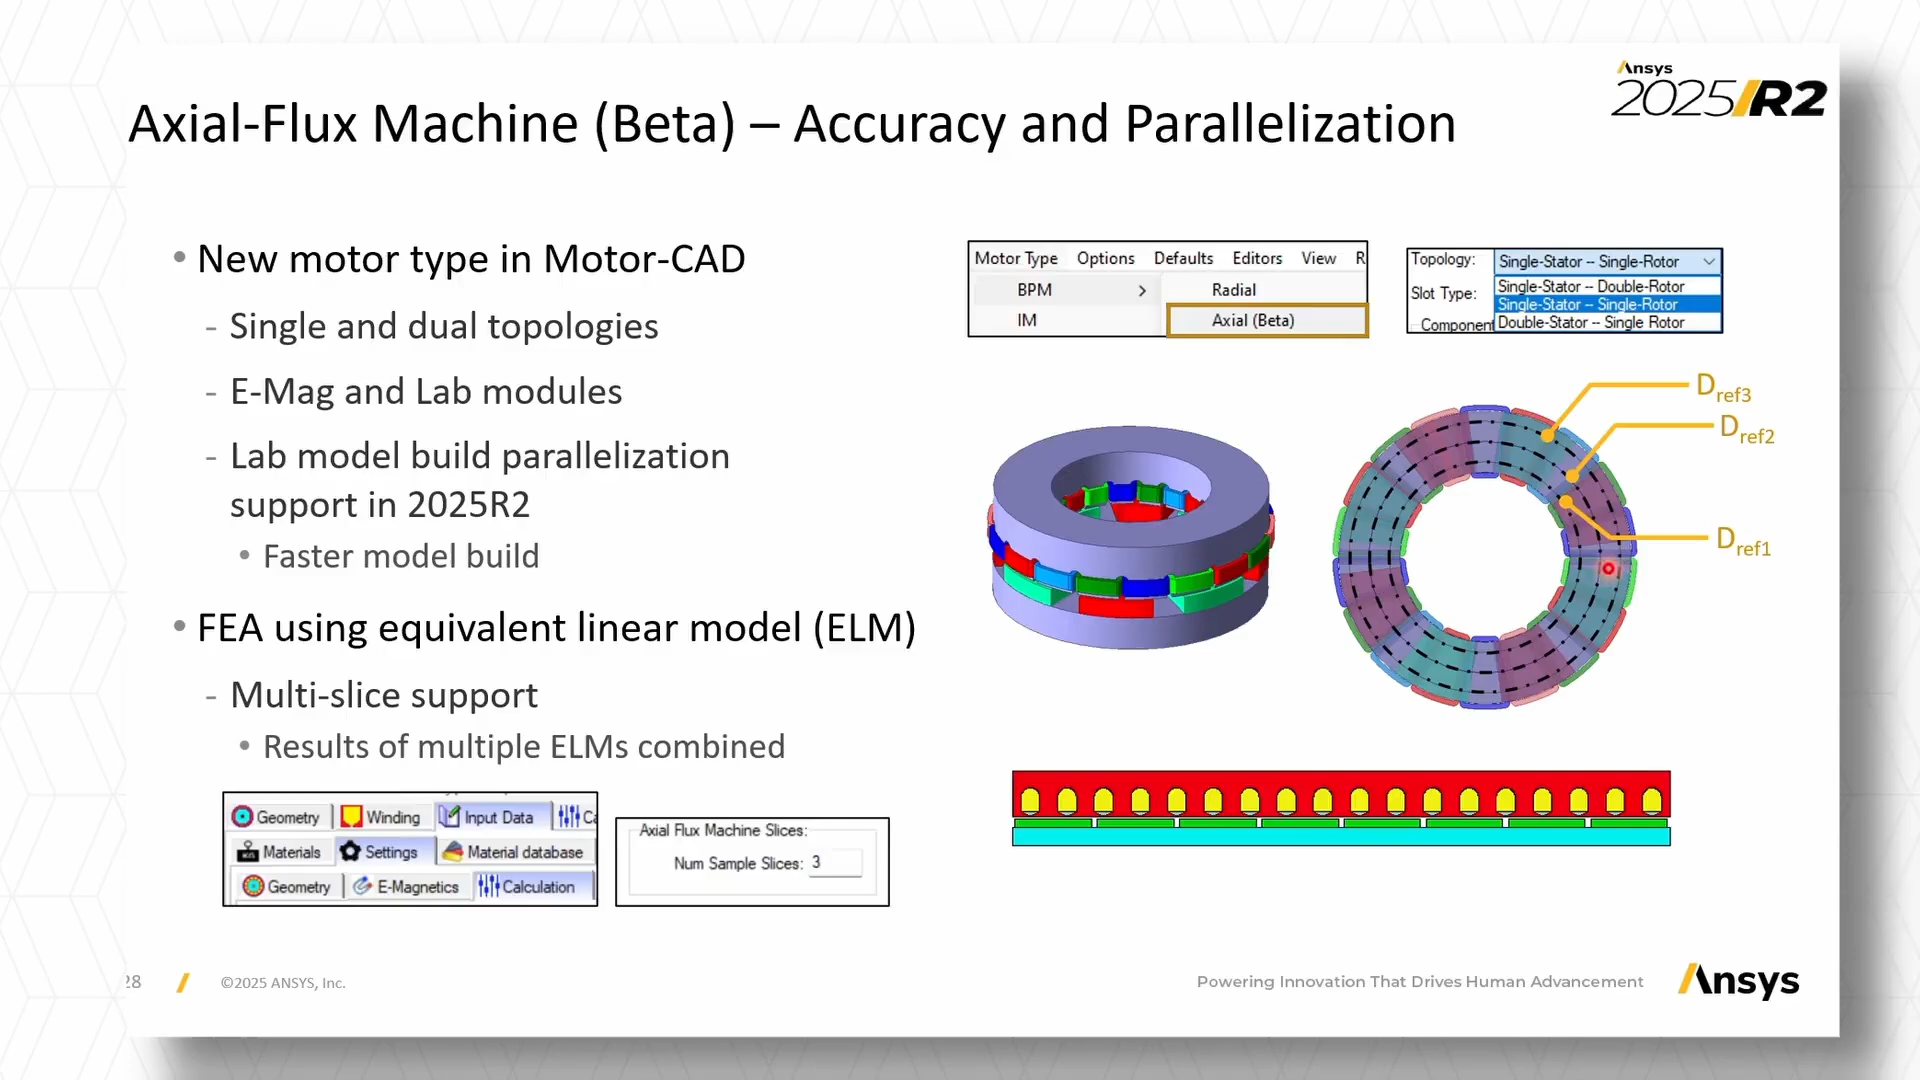 Ansys
2025 R2
Axial-Flux Machine (Beta) – Accuracy and Parallelization
• New motor type in Motor-CAD
- Single and dual topologies
- E-Mag and Lab modules
- Lab model build parallelization
support in 2025R2
• Faster model build
• FEA using equivalent linear model (ELM)
- Multi-slice support
• Results of multiple ELMs combined
Motor Type Options Defaults Editors View R
BPM Radial
IM Axial (Beta)
Topology: Single-Stator -- Single-Rotor
Single-Stator -- Double-Rotor
Slot Type: Single-Stator -- Single-Rotor
Component Double-Stator -- Single Rotor
Dref3
Dref2
Dref1
Geometry Winding Input Data Ca
Materials Settings Material database
Geometry E-Magnetics Calculation
Axial Flux Machine Slices:
Num Sample Slices: 3
28 ©2025 ANSYS, Inc.
Powering Innovation That Drives Human Advancement
Ansys